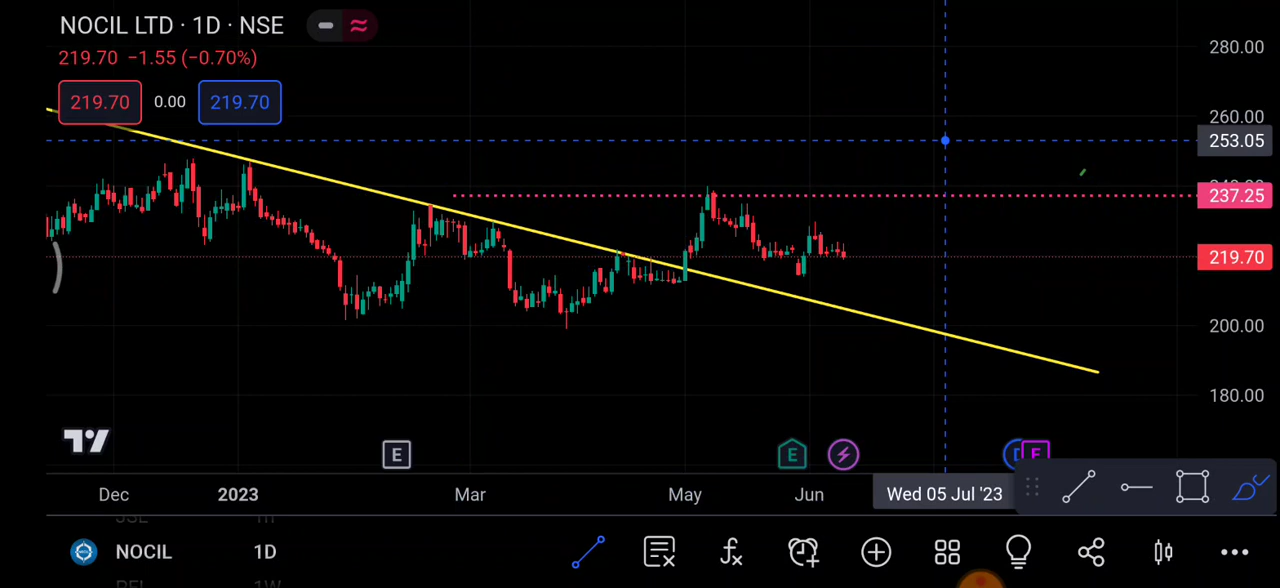 NOCIL LTD · 1D · NSE
219.70 −1.55 (−0.70%)
219.70 0.00 219.70
280.00
260.00
253.05
237.25
219.70
200.00
180.00
E E E
Dec 2023 Mar May Jun Wed 05 Jul '23
NOCIL 1D